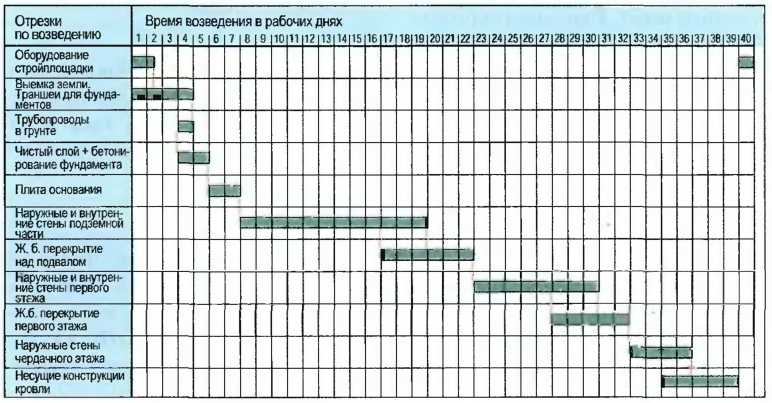 Отрезки
по возведению
Время возведения в рабочих днях
1 2 3 4 5 6 7 8 9 10 11 12 13 14 15 16 17 18 19 20 21 22 23 24 25 26 27 28 29 30 31 32 33 34 35 36 37 38 39 40
Оборудование
стройплощадки
Выемка земли.
Траншеи для фунда-
ментов
Трубопроводы
в грунте
Чистый слой + бетони-
рование фундамента
Плита основания
Наружные и внутрен-
ние стены подземной
части
Ж. б. перекрытие
над подвалом
Наружные и внутрен-
ние стены первого
этажа
Ж.б. перекрытие
первого этажа
Наружные стены
чердачного этажа
Несущие конструкции
кровли